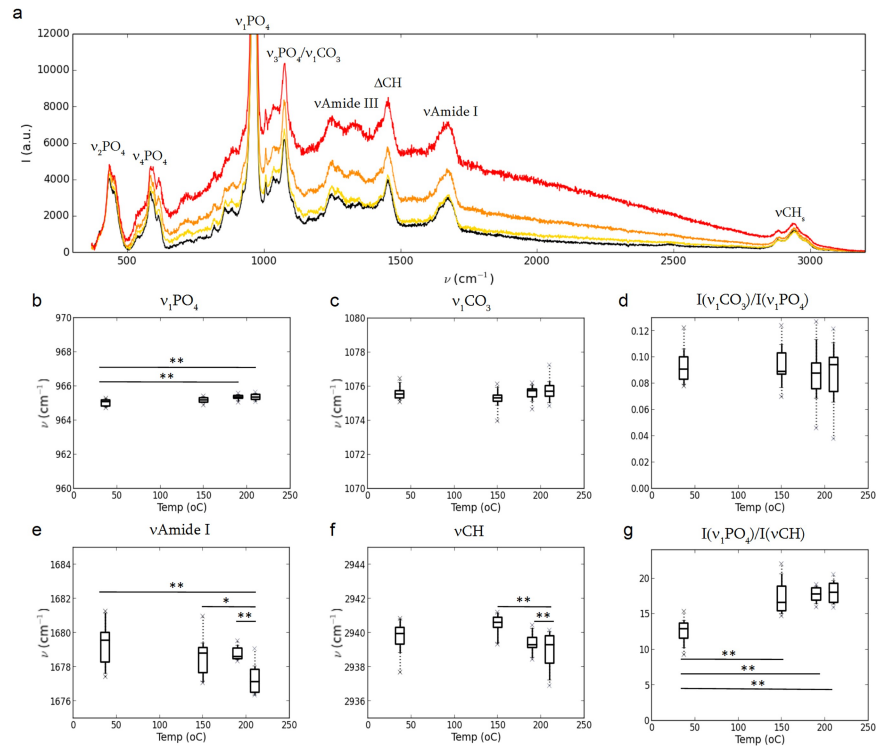 a
ν₁PO₄
12000
ν₃PO₄/ν₁CO₃
10000
ΔCH
νAmide III
νAmide I
8000
I (a.u.)
6000
ν₂PO₄
ν₄PO₄
4000
νCHₛ
2000
0
500 1000 1500 2000 2500 3000
ν (cm⁻¹)
b ν₁PO₄
970
968
966
964
962
960
ν (cm⁻¹)
**
**
0 50 100 150 200 250
Temp (oC)
c ν₁CO₃
1080
1078
1076
1074
1072
1070
ν (cm⁻¹)
0 50 100 150 200 250
Temp (oC)
d I(ν₁CO₃)/I(ν₁PO₄)
0.12
0.10
0.08
0.06
0.04
0.02
0.00
0 50 100 150 200 250
Temp (oC)
e νAmide I
1684
1682
1680
1678
1676
ν (cm⁻¹)
**
*
**
0 50 100 150 200 250
Temp (oC)
f νCH
2944
2942
2940
2938
2936
ν (cm⁻¹)
**
**
0 50 100 150 200 250
Temp (oC)
g I(ν₁PO₄)/I(νCH)
20
15
10
5
0
**
**
**
0 50 100 150 200 250
Temp (oC)